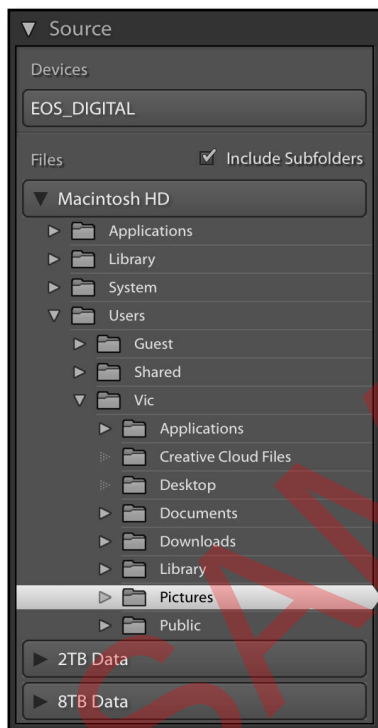 Source
Devices
EOS_DIGITAL
Files Include Subfolders
Macintosh HD
Applications
Library
System
Users
Guest
Shared
Vic
Applications
Creative Cloud Files
Desktop
Documents
Downloads
Library
Pictures
Public
2TB Data
8TB Data